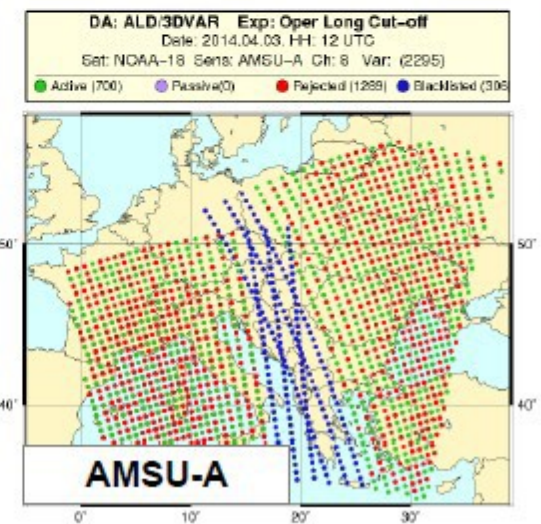 DA: ALD/3DVAR Exp: Oper Long Cut-off
Date: 2014.04.03. HH: 12 UTC
Sat: NOAA-18 Sens: AMSU-A Ch: 8 Var: (2295)
Active (700) Passive(0) Rejected (1289) Blacklisted (306
50° 50°
40° 40°
AMSU-A
0° 10° 20° 30°